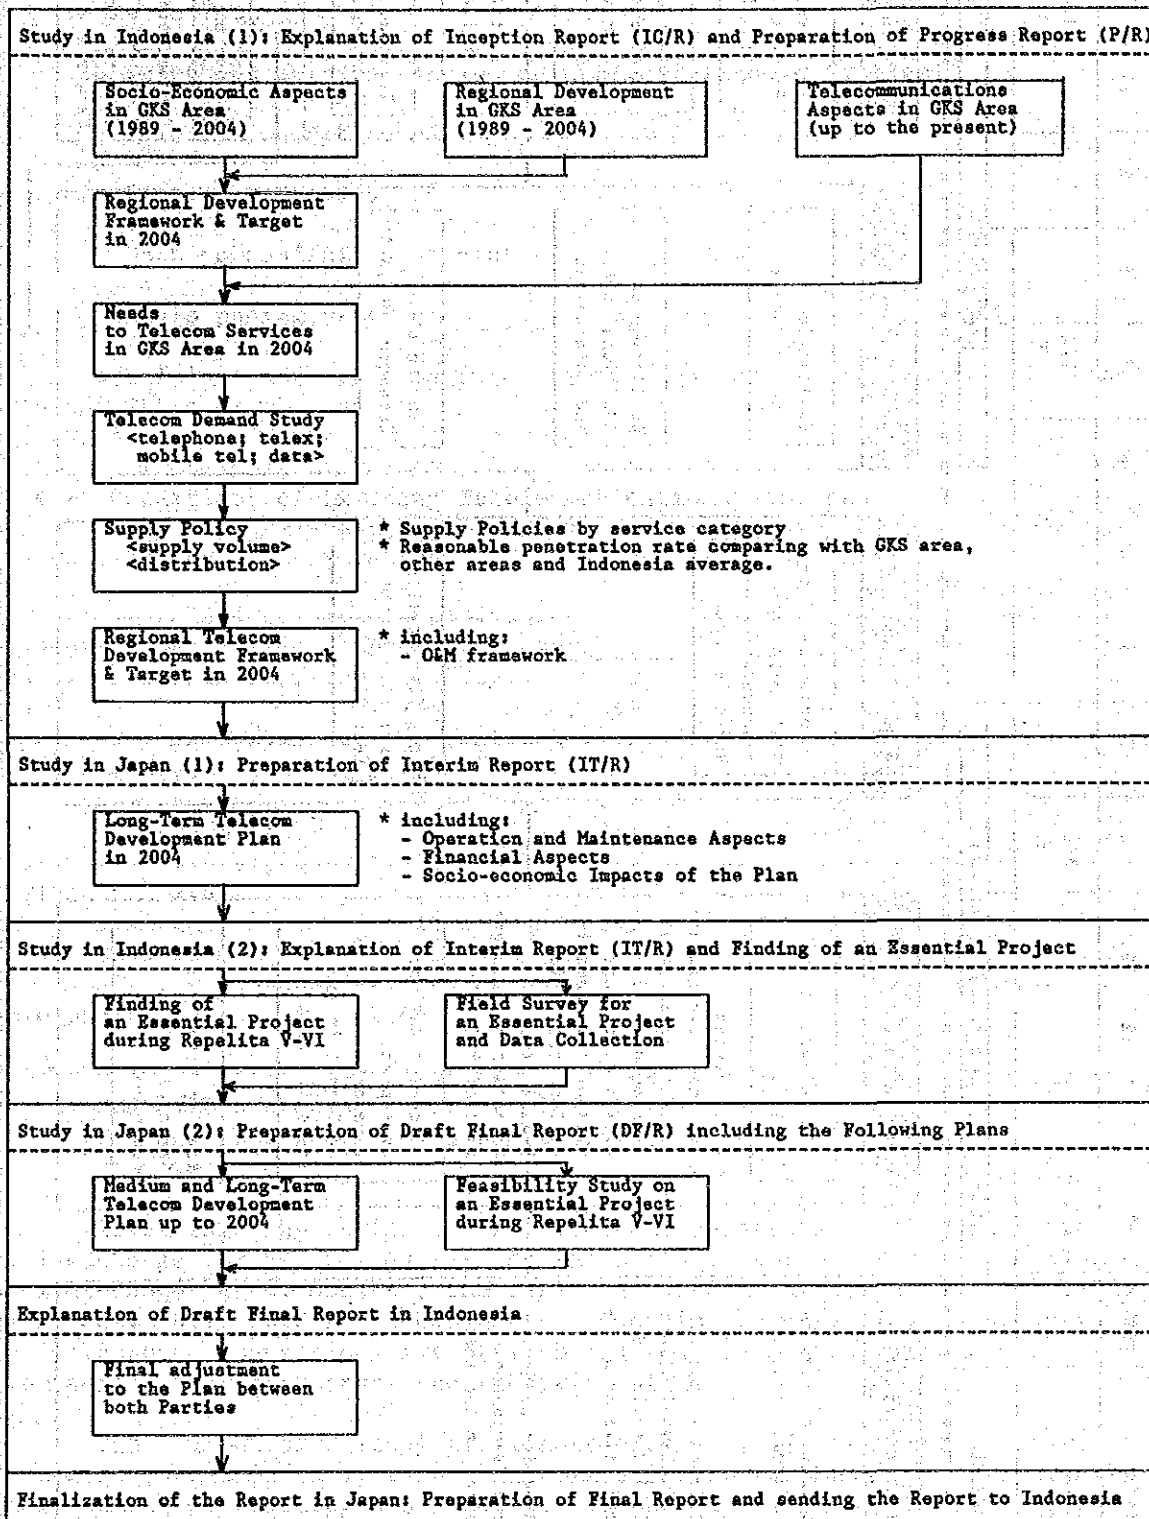 Study in Indonesia (1): Explanation of Inception Report (IC/R) and Preparation of Progress Report (P/R)
Socio-Economic Aspects
in GKS Area
(1989 - 2004)
Regional Development
in GKS Area
(1989 - 2004)
Telecommunications
Aspects in GKS Area
(up to the present)
Regional Development
Framework & Target
in 2004
Needs
to Telecom Services
in GKS Area in 2004
Telecom Demand Study
<telephone; telex;
mobile tel; data>
Supply Policy
<supply volume>
<distribution>
* Supply Policies by service category
* Reasonable penetration rate comparing with GKS area,
other areas and Indonesia average.
Regional Telecom
Development Framework
& Target in 2004
* including:
- O&M framework
Study in Japan (1): Preparation of Interim Report (IT/R)
Long-Term Telecom
Development Plan
in 2004
* including:
- Operation and Maintenance Aspects
- Financial Aspects
- Socio-economic Impacts of the Plan
Study in Indonesia (2): Explanation of Interim Report (IT/R) and Finding of an Essential Project
Finding of
an Essential Project
during Repelita V-VI
Field Survey for
an Essential Project
and Data Collection
Study in Japan (2): Preparation of Draft Final Report (DF/R) including the Following Plans
Medium and Long-Term
Telecom Development
Plan up to 2004
Feasibility Study on
an Essential Project
during Repelita V-VI
Explanation of Draft Final Report in Indonesia
Final adjustment
to the Plan between
both Parties
Finalization of the Report in Japan: Preparation of Final Report and sending the Report to Indonesia